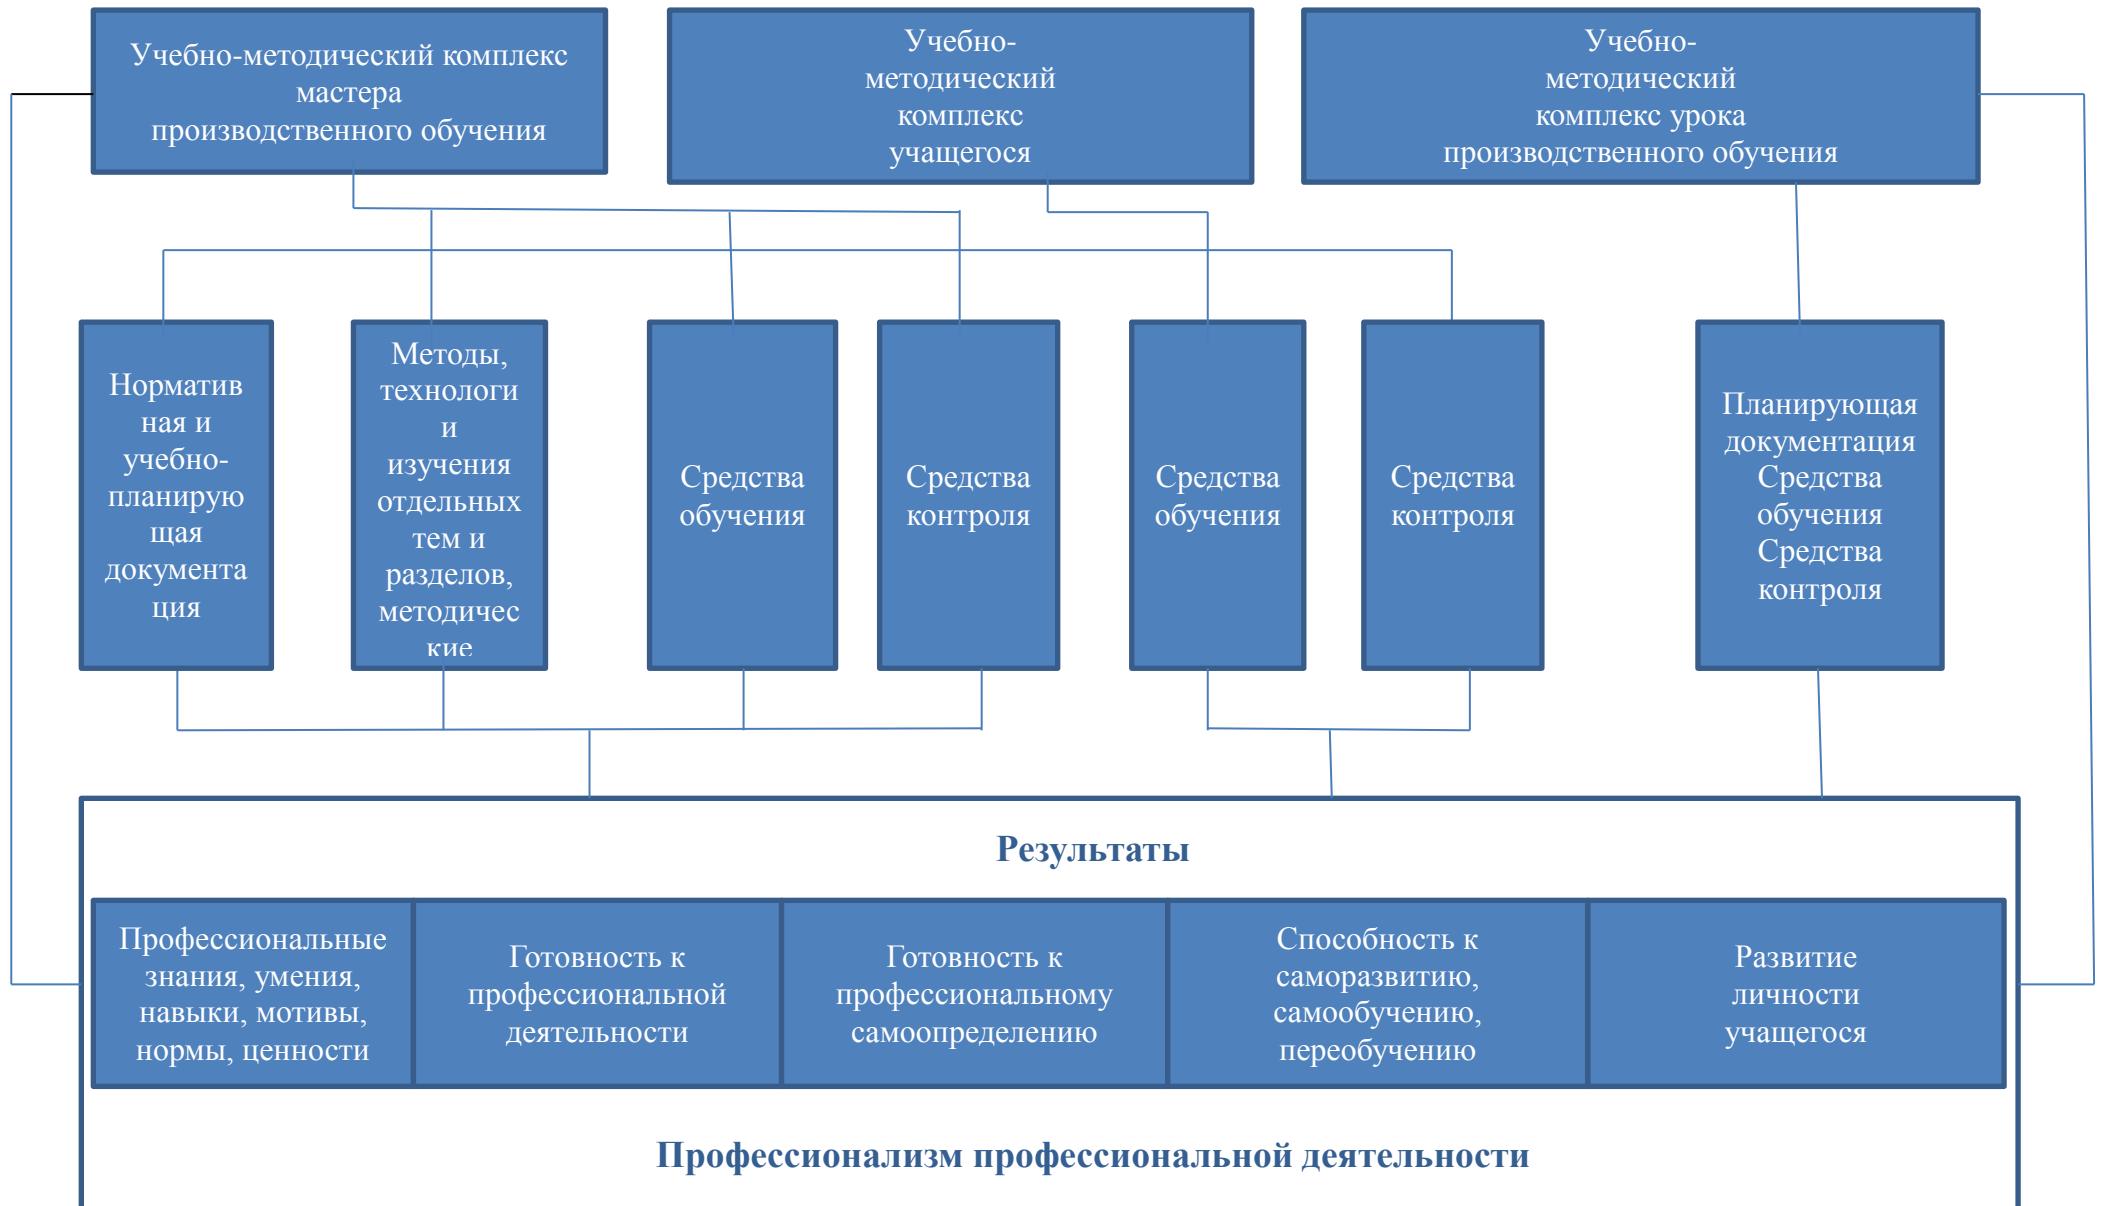 Учебно-методический комплекс
мастера
производственного обучения
Учебно-
методический
комплекс
учащегося
Учебно-
методический
комплекс урока
производственного обучения
Норматив
ная и
учебно-
планирую
щая
документа
ция
Методы,
технологи
и
изучения
отдельных
тем и
разделов,
методичес
кие
Средства
обучения
Средства
контроля
Средства
обучения
Средства
контроля
Планирующая
документация
Средства
обучения
Средства
контроля
Результаты
Профессиональные
знания, умения,
навыки, мотивы,
нормы, ценности
Готовность к
профессиональной
деятельности
Готовность к
профессиональному
самоопределению
Способность к
саморазвитию,
самообучению,
переобучению
Развитие
личности
учащегося
Профессионализм профессиональной деятельности